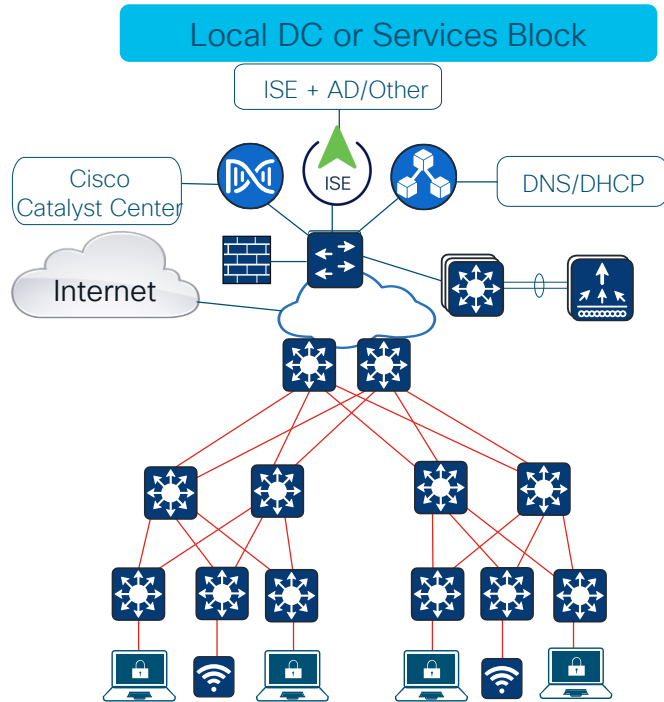 Local DC or Services Block
ISE + AD/Other
Cisco
Catalyst Center
ISE
DNS/DHCP
Internet